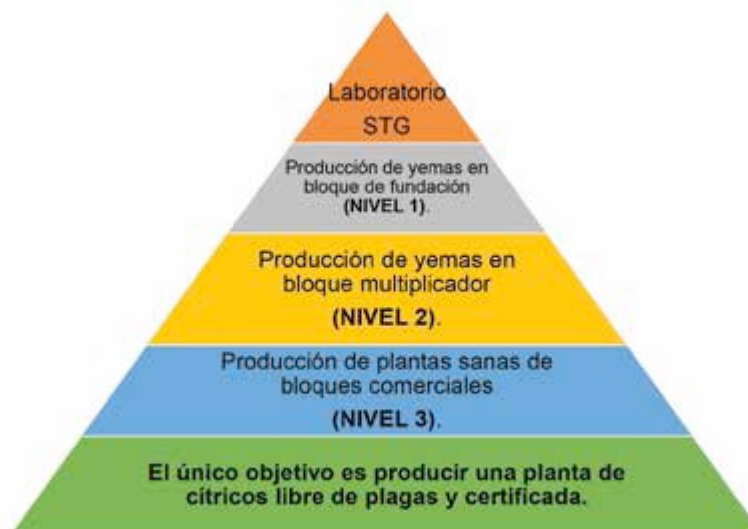 Laboratorio
STG
Producción de yemas en
bloque de fundación
(NIVEL 1).
Producción de yemas en
bloque multiplicador
(NIVEL 2).
Producción de plantas sanas de
bloques comerciales
(NIVEL 3).
El único objetivo es producir una planta de
cítricos libre de plagas y certificada.